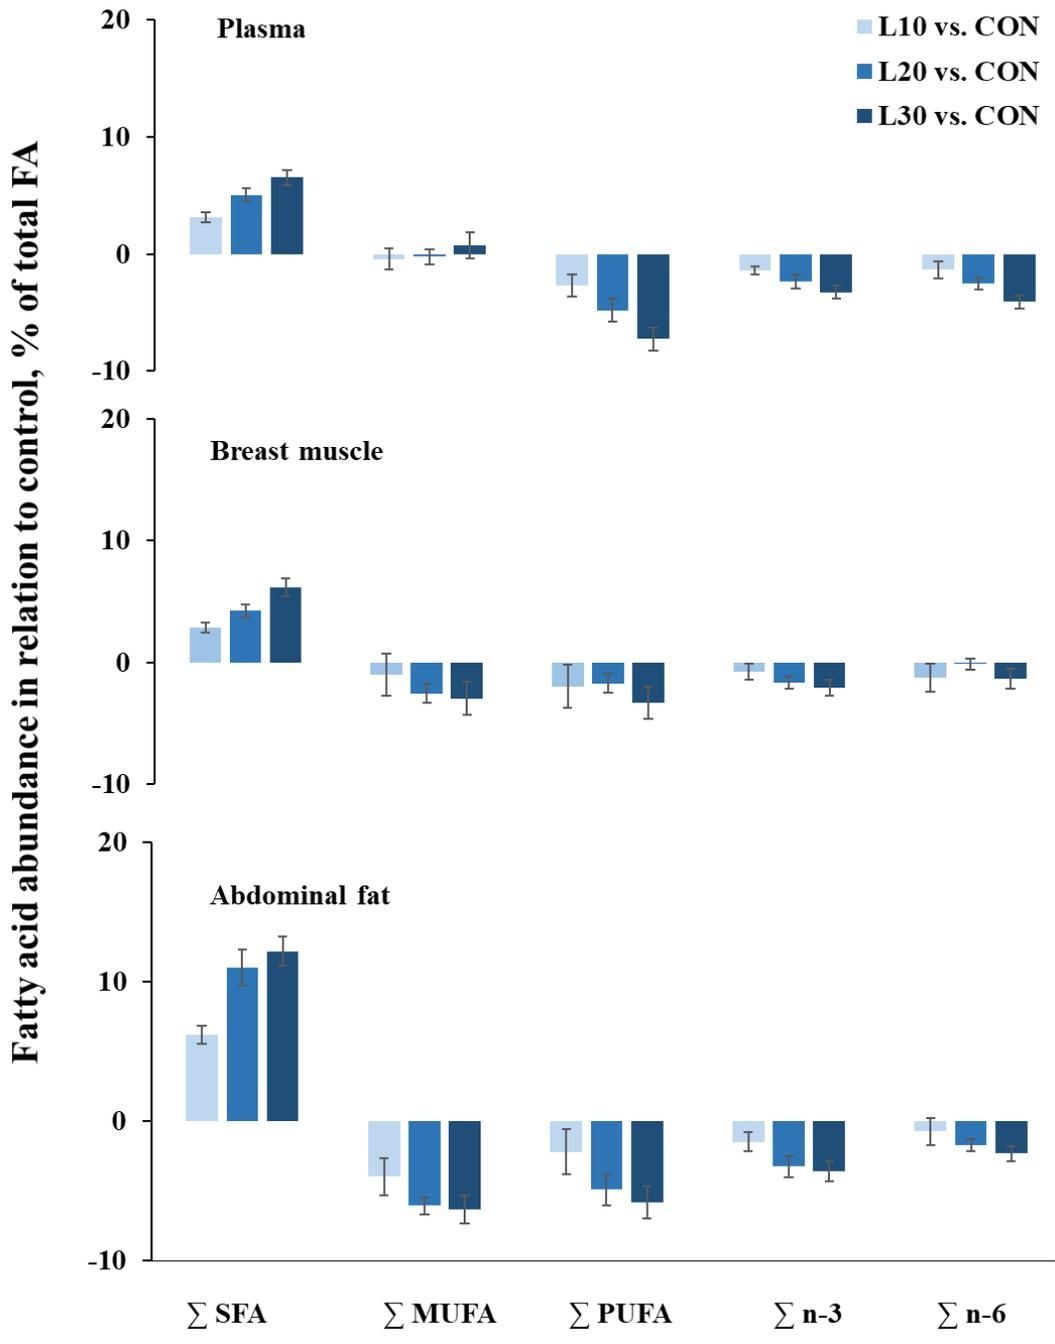 Fatty acid abundance in relation to control, % of total FA
20
Plasma
L10 vs. CON
L20 vs. CON
L30 vs. CON
10
0
-10
20
Breast muscle
10
0
-10
20
Abdominal fat
10
0
-10
∑ SFA
∑ MUFA
∑ PUFA
∑ n-3
∑ n-6